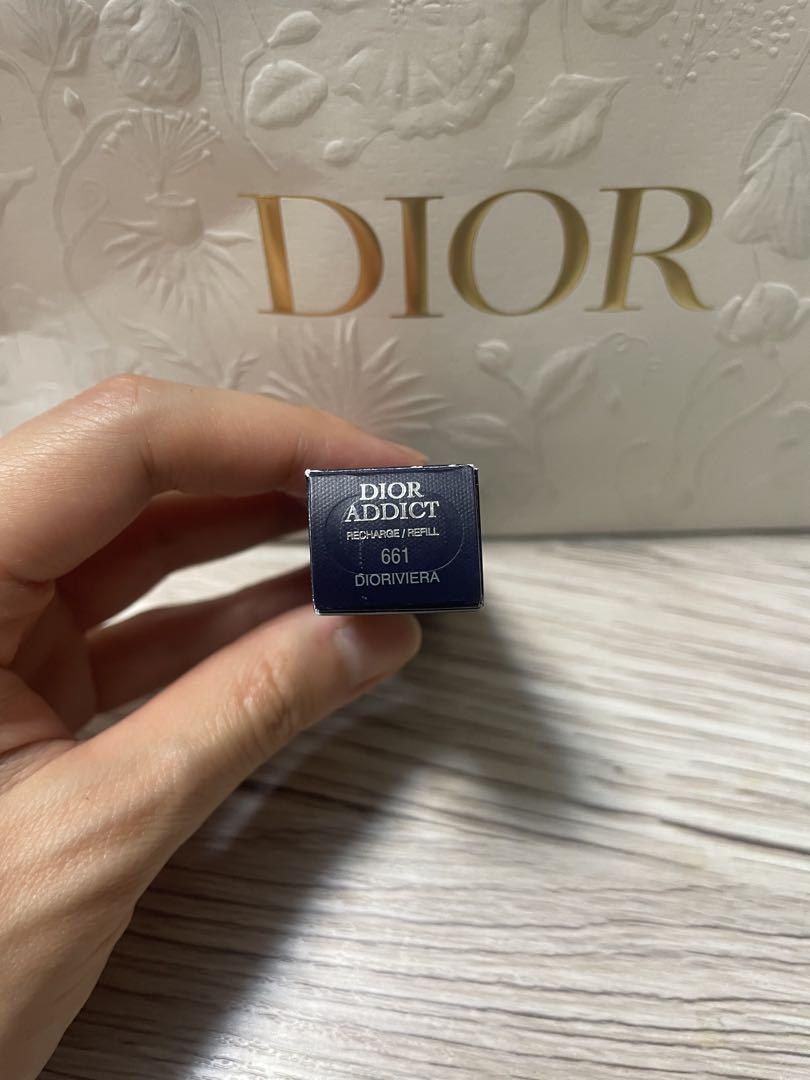 DIOR
DIOR
ADDICT
RECHARGE / REFILL
661
DIORIVIERA